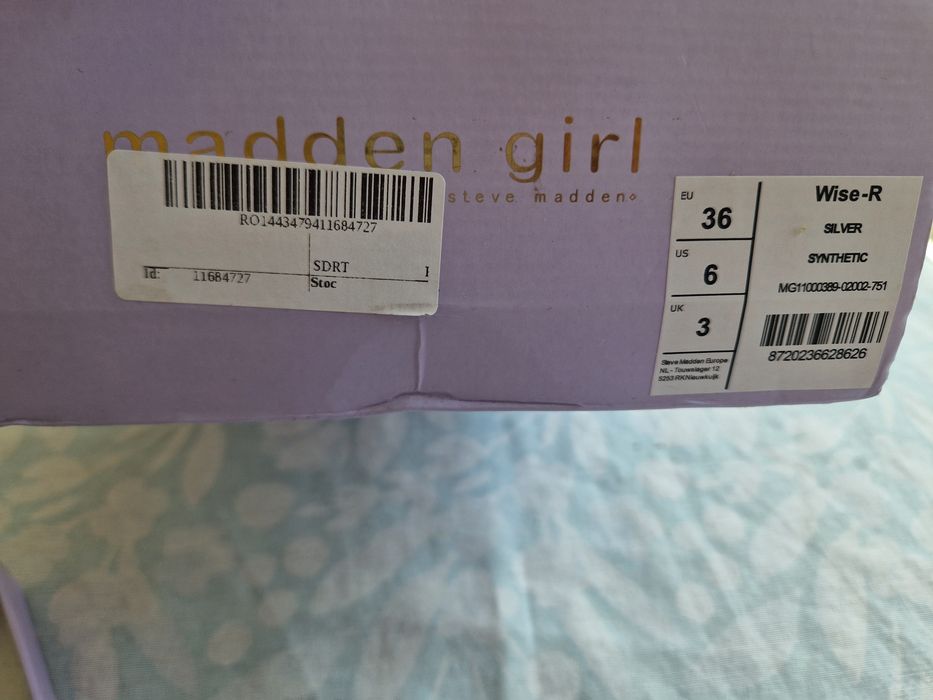 madden girl
steve madden
RO1443479411684727
SDRT 1
Id: 11684727 Stoc
EU
36
US
6
UK
3
Steve Madden Europe
NL - Touwslager 12
5253 RK Nieuwkuijk
Wise-R
SILVER
SYNTHETIC
MG11000389-02002-751
8720236628626